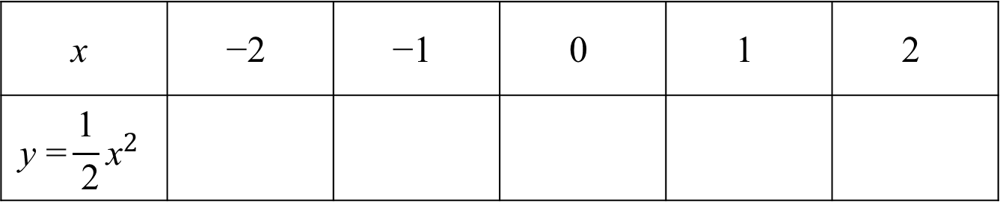 x −2 −1 0 1 2
y = 1/2 x²